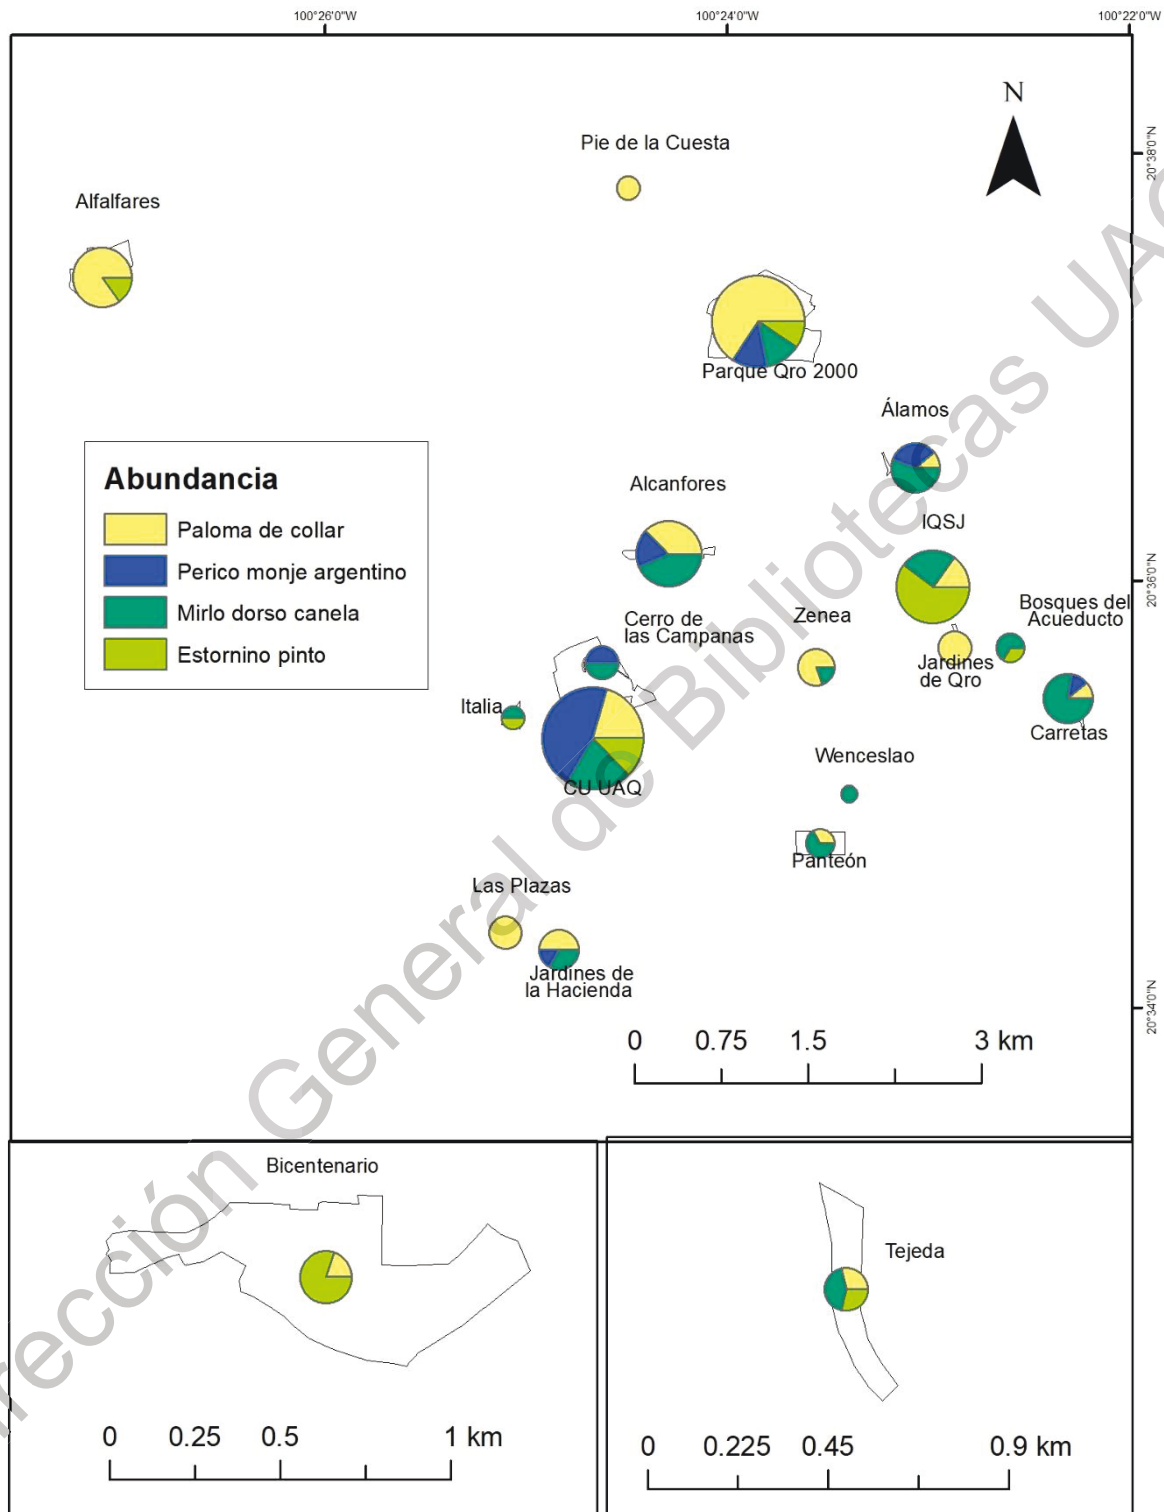 100°26'0"W 100°24'0"W 100°22'0"W
N
20°38'0"N
Pie de la Cuesta
Alfalfares
Parque Qro 2000
Álamos
Abundancia
Paloma de collar
Perico monje argentino
Mirlo dorso canela
Estornino pinto
Alcanfores
IQSJ
20°36'0"N
Bosques del
Acueducto
Zenea
Cerro de
las Campanas
Jardines
de Qro
Italia
Carretas
CU UAQ
Wenceslao
Panteón
Las Plazas
Jardines de
la Hacienda
20°34'0"N
0 0.75 1.5 3 km
Bicentenario
0 0.25 0.5 1 km
Tejeda
0 0.225 0.45 0.9 km
General de Bibliotecas